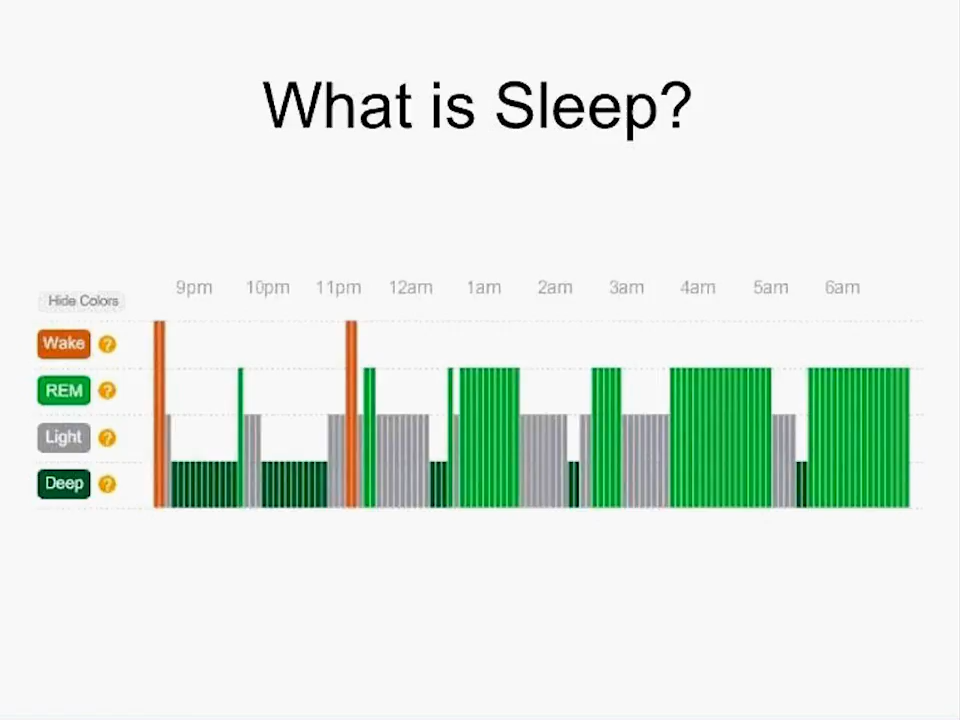 What is Sleep?
9pm 10pm 11pm 12am 1am 2am 3am 4am 5am 6am
Hide Colors
Wake ?
REM ?
Light ?
Deep ?